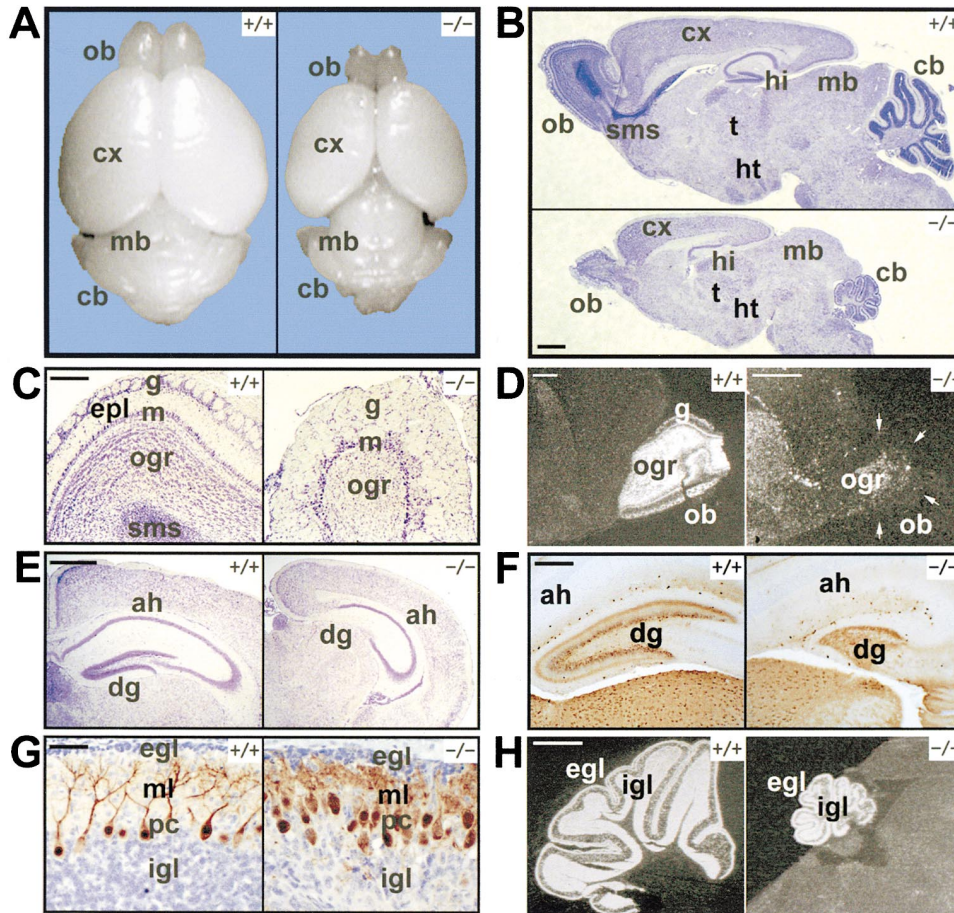 A +/+ −/−
ob ob
cx cx
mb mb
cb cb
B +/+
cx cb
hi mb
ob sms t
ht
−/−
cx mb
hi cb
ob t ht
C +/+ −/−
g g
epl m m
ogr ogr
sms
D +/+ −/−
g
ogr ogr
ob ob
E +/+ −/−
ah ah
dg dg
F +/+ −/−
ah ah
dg dg
G +/+ −/−
egl egl
ml ml
pc pc
igl igl
H +/+ −/−
egl igl egl igl